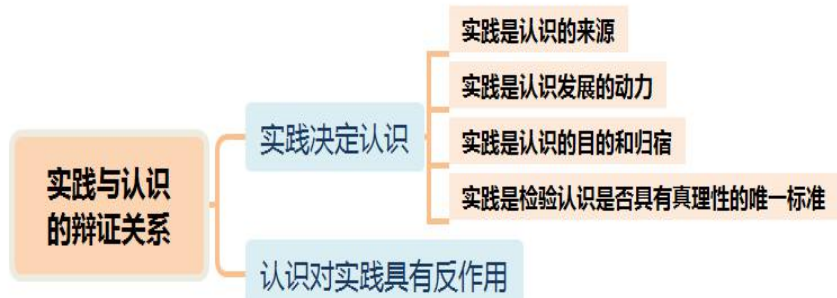 实践与认识
的辩证关系
实践决定认识
实践是认识的来源
实践是认识发展的动力
实践是认识的目的和归宿
实践是检验认识是否具有真理性的唯一标准
认识对实践具有反作用